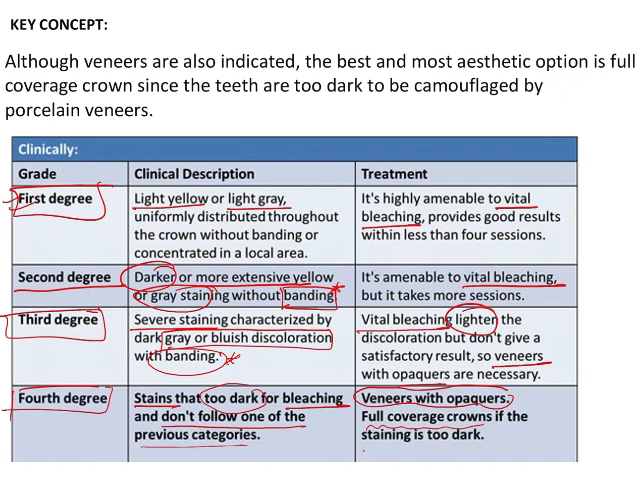 KEY CONCEPT:
Although veneers are also indicated, the best and most aesthetic option is full
coverage crown since the teeth are too dark to be camouflaged by
porcelain veneers.
Clinically:
Grade Clinical Description Treatment
First degree Light yellow or light gray, It's highly amenable to vital
uniformly distributed throughout bleaching, provides good results
the crown without banding or within less than four sessions.
concentrated in a local area.
Second degree Darker or more extensive yellow It's amenable to vital bleaching,
or gray staining without banding but it takes more sessions.
Third degree Severe staining characterized by Vital bleaching lighten the
dark gray or bluish discoloration discoloration but don't give a
with banding. satisfactory result, so veneers
with opaquers are necessary.
Fourth degree Stains that too dark for bleaching Veneers with opaquers.
and don't follow one of the Full coverage crowns if the
previous categories. staining is too dark.